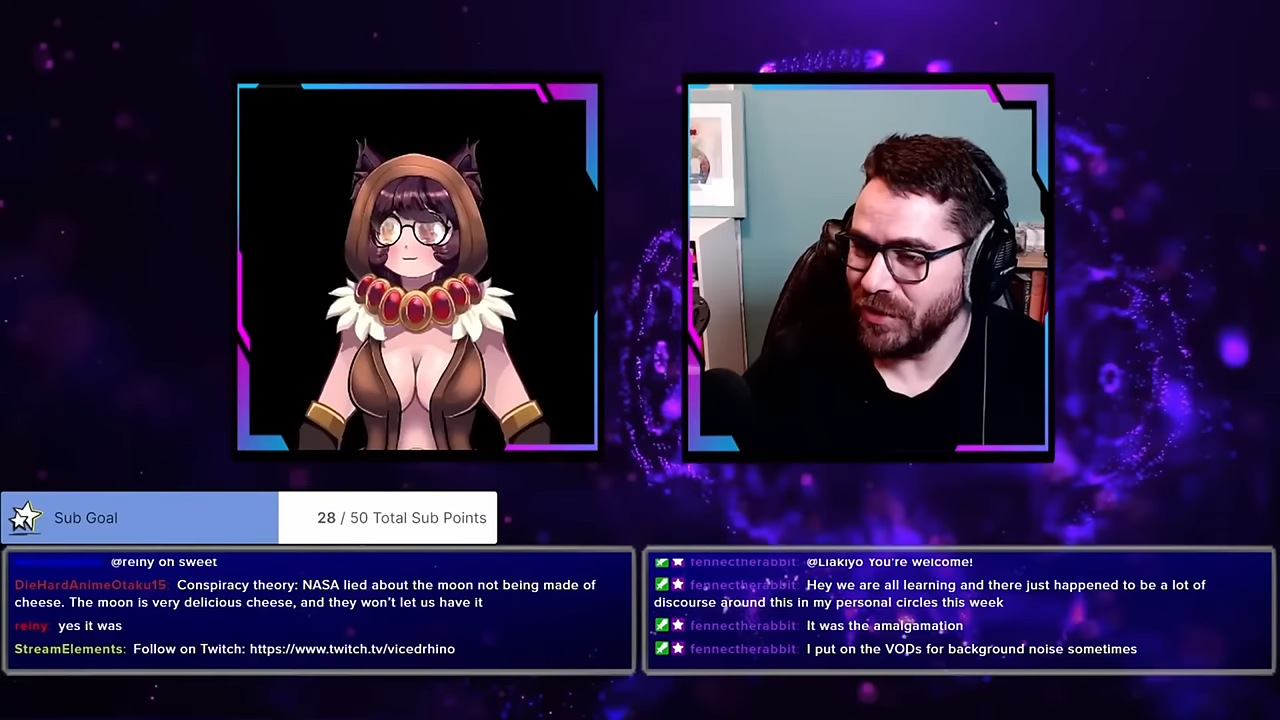 Sub Goal
28 / 50 Total Sub Points
@reiny oh sweet
DieHardAnimeOtaku15: Conspiracy theory: NASA lied about the moon not being made of
cheese. The moon is very delicious cheese, and they won't let us have it
reiny: yes it was
StreamElements: Follow on Twitch: https://www.twitch.tv/vicedrhino
fennectherabbit: @Liakiyo You're welcome!
fennectherabbit: Hey we are all learning and there just happened to be a lot of
discourse around this in my personal circles this week
fennectherabbit: It was the amalgamation
fennectherabbit: I put on the VODs for background noise sometimes